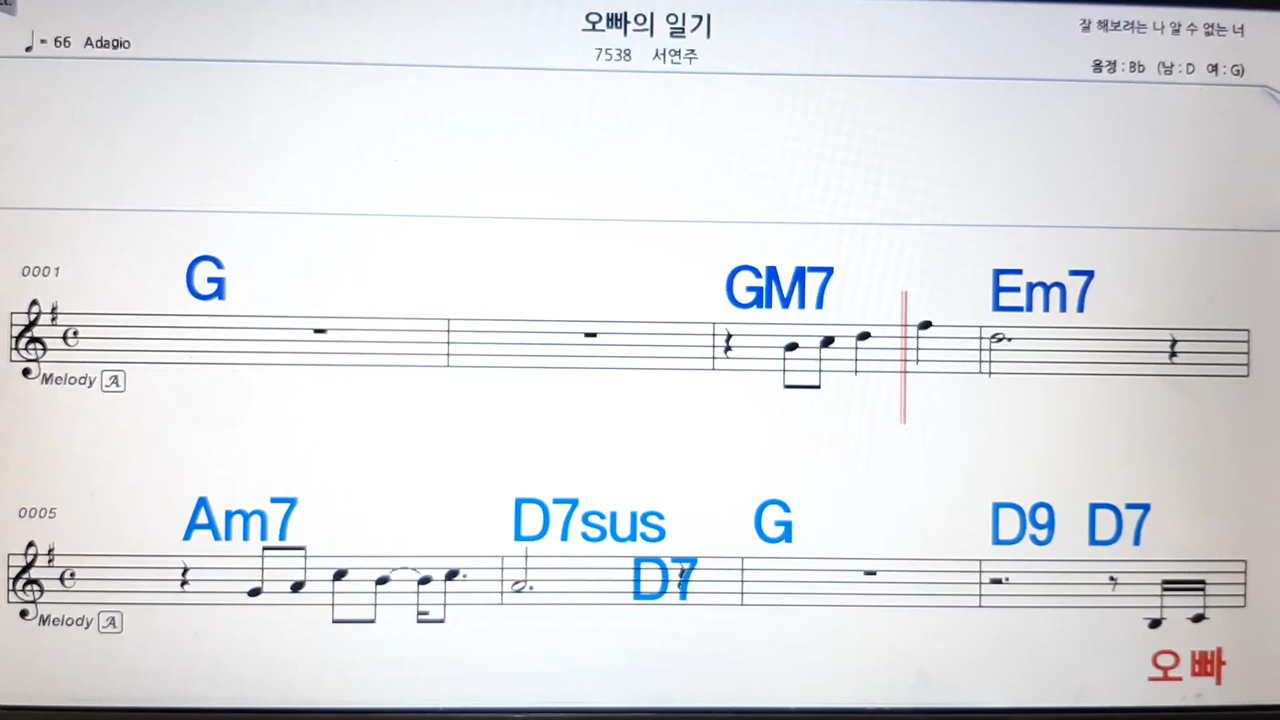 오빠의 일기
잘 해보려는 나 알 수 없는 너
♩ = 66 Adagio
7538 서연주
음정 : Bb (남 : D 여 : G)
0001
G GM7 Em7
Melody A
0005
Am7 D7sus G D9 D7
D7
Melody A
오 빠